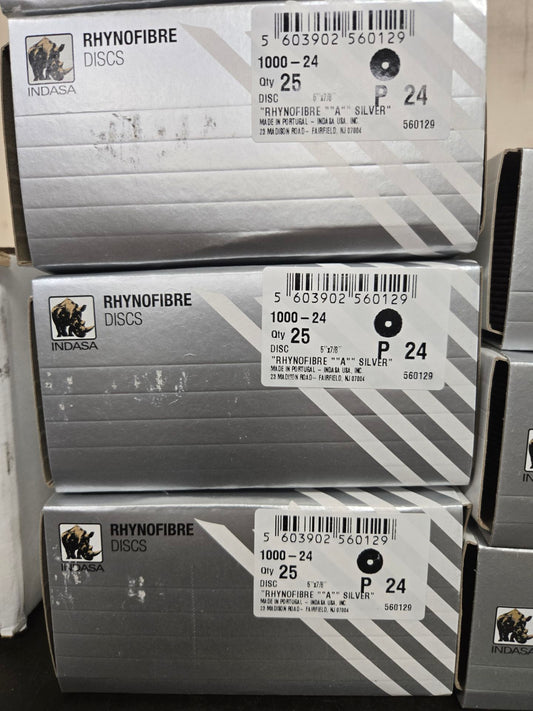 RHYNOFIBRE
DISCS
INDASA
5 603902 560129
1000-24
Qty 25
DISC 5"x7/8" P 24
"RHYNOFIBRE ""A"" SILVER"
MADE IN PORTUGAL - INDASA USA, INC.
23 MADISON ROAD - FAIRFIELD, NJ 07004 560129
RHYNOFIBRE
DISCS
INDASA
5 603902 560129
1000-24
Qty 25
DISC 5"x7/8" P 24
"RHYNOFIBRE ""A"" SILVER"
MADE IN PORTUGAL - INDASA USA, INC.
23 MADISON ROAD - FAIRFIELD, NJ 07004 560129
RHYNOFIBRE
DISCS
INDASA
5 603902 560129
1000-24
Qty 25
DISC 5"x7/8" P 24
"RHYNOFIBRE ""A"" SILVER"
MADE IN PORTUGAL - INDASA USA, INC.
23 MADISON ROAD - FAIRFIELD, NJ 07004 560129
IN
INDASA